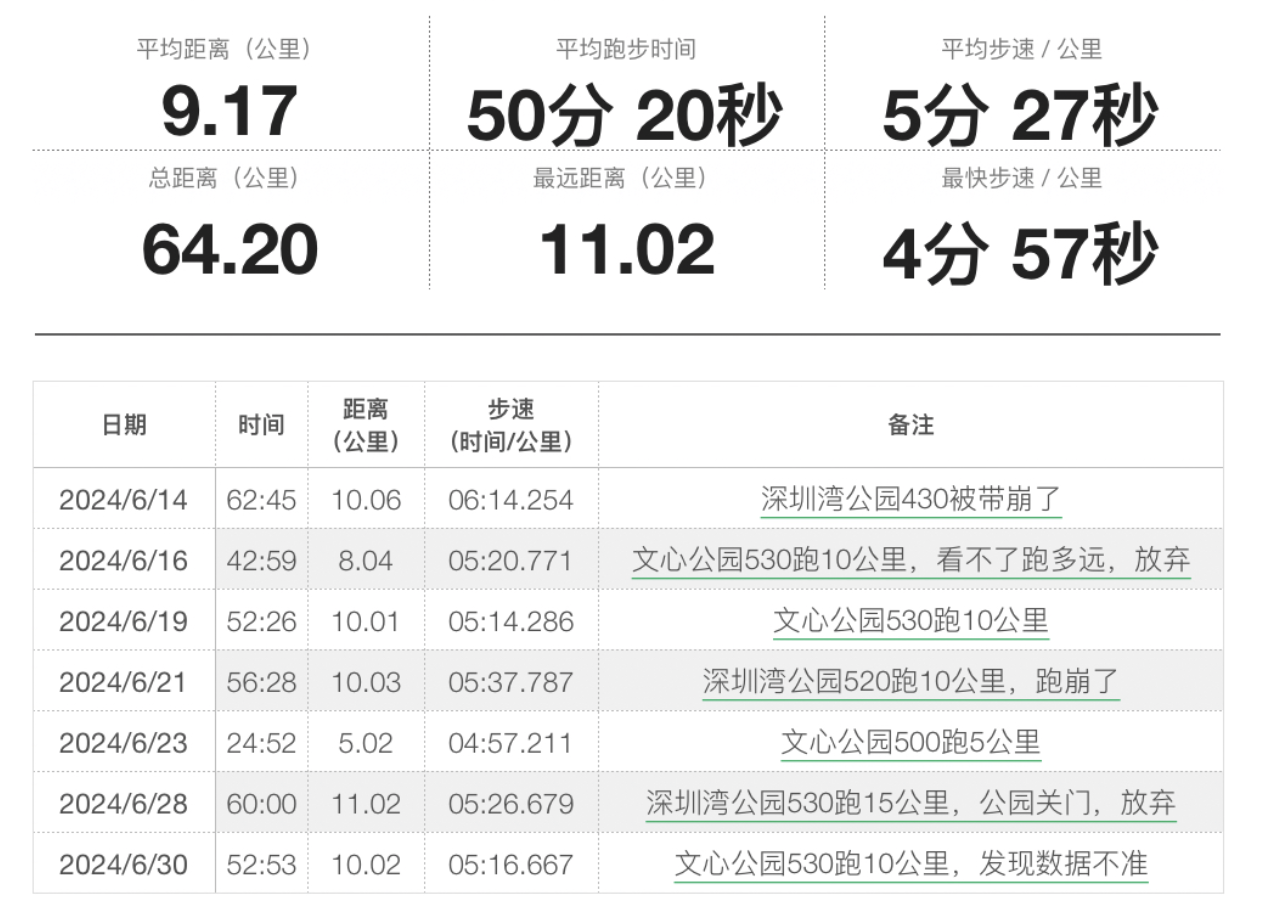 平均距离（公里） 平均跑步时间 平均步速 / 公里
9.17 50分 20秒 5分 27秒
总距离（公里） 最远距离（公里） 最快步速 / 公里
64.20 11.02 4分 57秒
日期 时间 距离（公里） 步速（时间/公里） 备注
2024/6/14 62:45 10.06 06:14.254 深圳湾公园430被带崩了
2024/6/16 42:59 8.04 05:20.771 文心公园530跑10公里，看不了跑多远，放弃
2024/6/19 52:26 10.01 05:14.286 文心公园530跑10公里
2024/6/21 56:28 10.03 05:37.787 深圳湾公园520跑10公里，跑崩了
2024/6/23 24:52 5.02 04:57.211 文心公园500跑5公里
2024/6/28 60:00 11.02 05:26.679 深圳湾公园530跑15公里，公园关门，放弃
2024/6/30 52:53 10.02 05:16.667 文心公园530跑10公里，发现数据不准